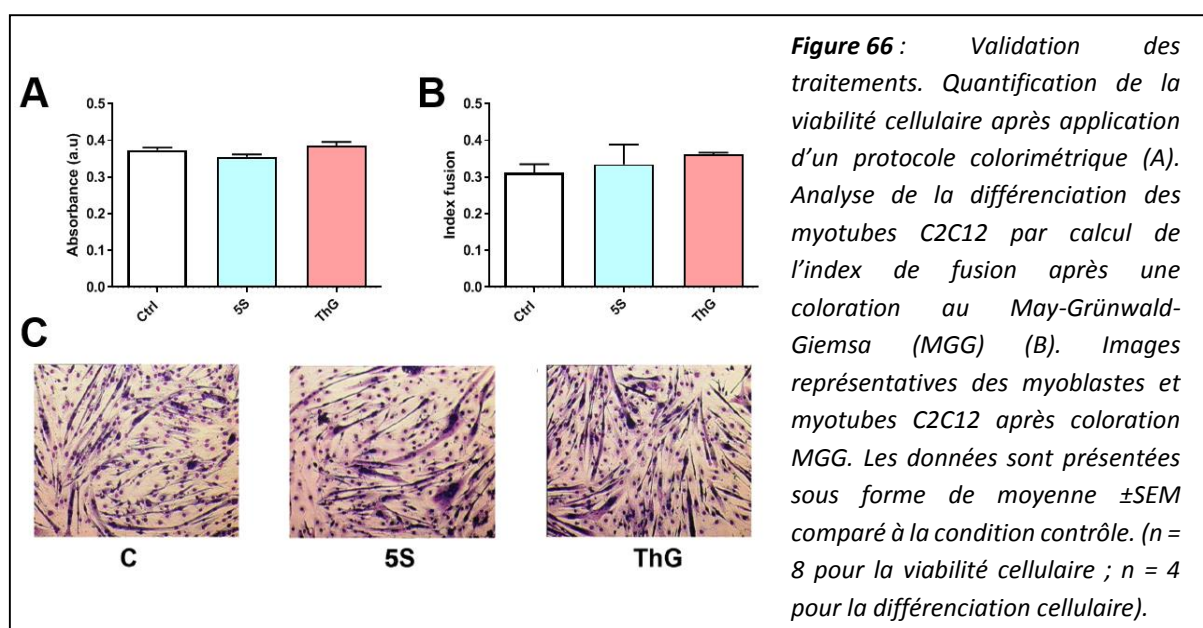 A
0.5
0.4
0.3
0.2
0.1
0.0
Absorbance (a.u)
Ctrl
5S
ThG
B
0.5
0.4
0.3
0.2
0.1
0.0
Index fusion
Ctrl
5S
ThG
C
C
5S
ThG
Figure 66 : Validation des
traitements. Quantification de la
viabilité cellulaire après application
d’un protocole colorimétrique (A).
Analyse de la différenciation des
myotubes C2C12 par calcul de
l’index de fusion après une
coloration au May-Grünwald-
Giemsa (MGG) (B). Images
représentatives des myoblastes et
myotubes C2C12 après coloration
MGG. Les données sont présentées
sous forme de moyenne ±SEM
comparé à la condition contrôle. (n =
8 pour la viabilité cellulaire ; n = 4
pour la différenciation cellulaire).